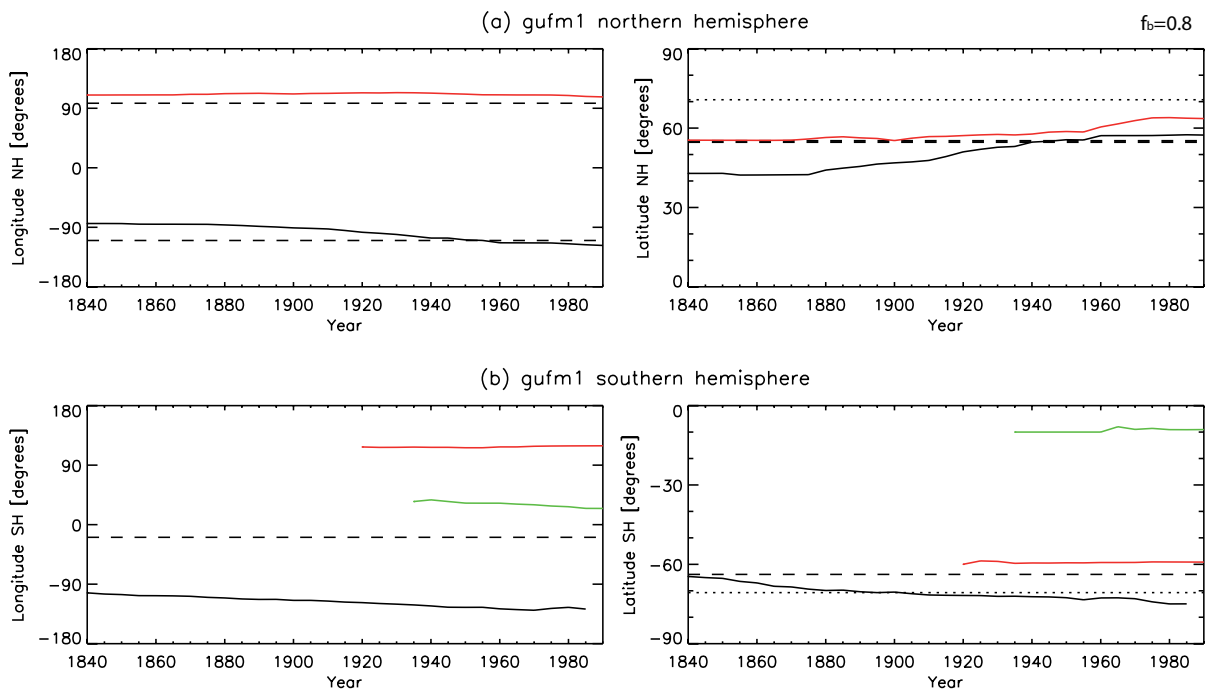 (a) gufm1 northern hemisphere
fb=0.8
Longitude NH [degrees]
180
90
0
−90
−180
1840 1860 1880 1900 1920 1940 1960 1980
Year
Latitude NH [degrees]
90
60
30
0
1840 1860 1880 1900 1920 1940 1960 1980
Year
(b) gufm1 southern hemisphere
Longitude SH [degrees]
180
90
0
−90
−180
1840 1860 1880 1900 1920 1940 1960 1980
Year
Latitude SH [degrees]
0
−30
−60
−90
1840 1860 1880 1900 1920 1940 1960 1980
Year